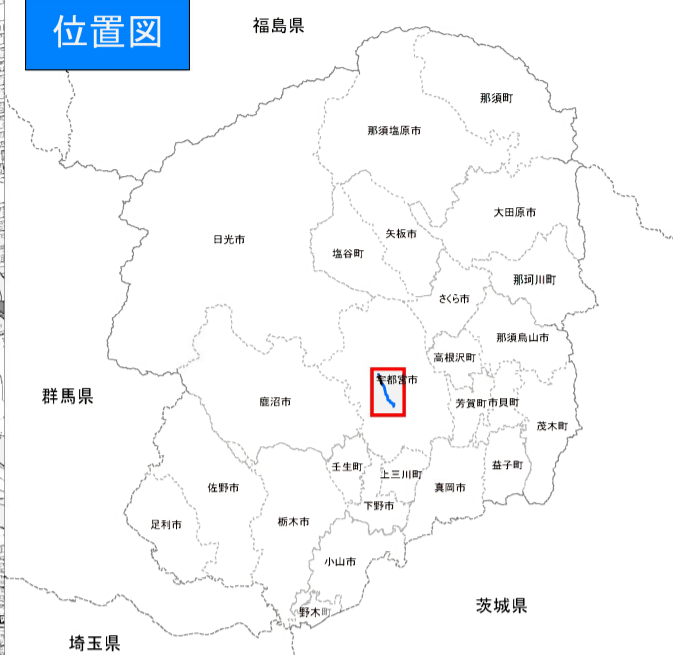 位置図
福島県
那須町
那須塩原市
大田原市
矢板市
日光市
塩谷町
那珂川町
さくら市
那須烏山市
高根沢町
宇都宮市
群馬県
鹿沼市
芳賀町
市貝町
茂木町
壬生町
上三川町
益子町
佐野市
真岡市
下野市
足利市
栃木市
小山市
茨城県
野木町
埼玉県